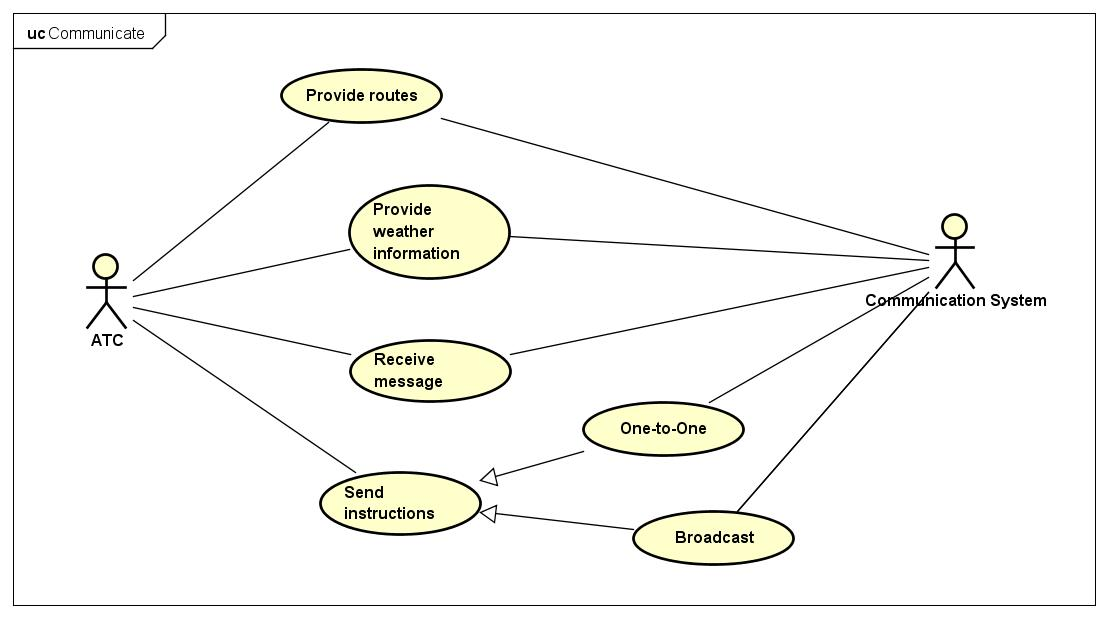 uc Communicate
Provide routes
Provide
weather
information
Communication System
ATC
Receive
message
One-to-One
Send
instructions
Broadcast